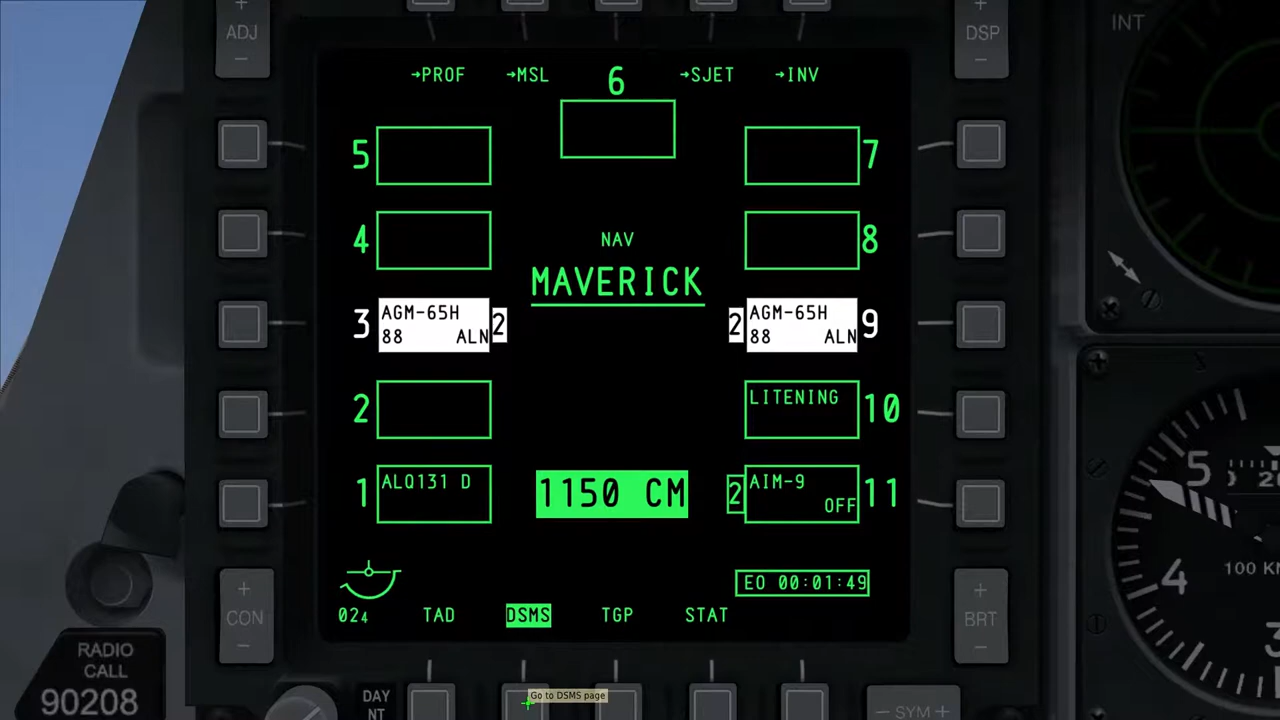 +
ADJ
−
+
DSP
−
INT
→PROF →MSL 6 →SJET →INV
5
7
4
8
NAV
MAVERICK
3 AGM-65H
88 ALN 2
2 AGM-65H
88 ALN 9
2
LITENING 10
1 ALQ131 D
1150 CM
2 AIM-9
OFF 11
EO 00:01:49
024 TAD DSMS TGP STAT
+
CON
−
+
BRT
−
RADIO
CALL
90208
DAY
NT
Go to DSMS page
− SYM +
5
4
3
100 KN